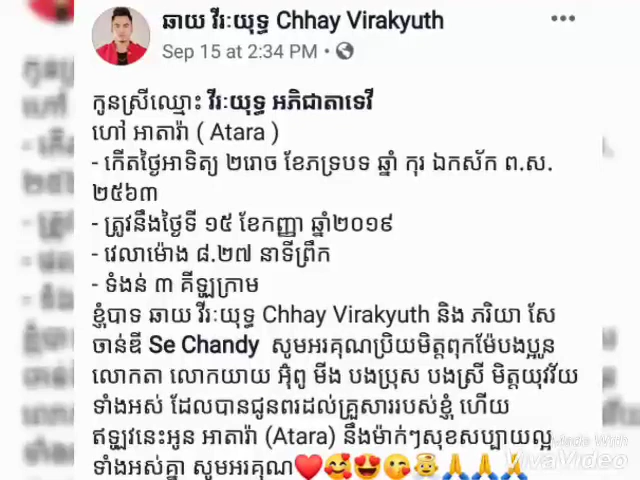 ឆាយ វីរៈយុទ្ធ Chhay Virakyuth
Sep 15 at 2:34 PM
កូនស្រីឈ្មោះ វីរៈយុទ្ធ អភិជាតាទេវី
ហៅ អាតារ៉ា ( Atara )
- កើតថ្ងៃអាទិត្យ ២រោច ខែភទ្របទ ឆ្នាំ កុរ ឯកស័ក ព.ស.
២៥៦៣
- ត្រូវនឹងថ្ងៃទី ១៥ ខែកញ្ញា ឆ្នាំ២០១៩
- វេលាម៉ោង ៨.២៧ នាទីព្រឹក
- ទំងន់ ៣ គីឡូក្រាម
ខ្ញុំបាទ ឆាយ វីរៈយុទ្ធ Chhay Virakyuth និង ភរិយា សែ
ចាន់ឌី Se Chandy សូមអរគុណប្រិយមិត្តពុកម៉ែបងប្អូន
លោកតា លោកយាយ អ៊ុំពូ មីង បងប្រុស បងស្រី មិត្តយុវវ័យ
ទាំងអស់ ដែលបានជូនពរដល់គ្រួសាររបស់ខ្ញុំ ហើយ
ឥឡូវនេះអូន អាតារ៉ា (Atara) នឹងម៉ាក់ៗសុខសប្បាយល្អ
ទាំងអស់គ្នា សូមអរគុណ❤️🥰😍😘😇🙏🙏🙏
Made With
VivaVideo